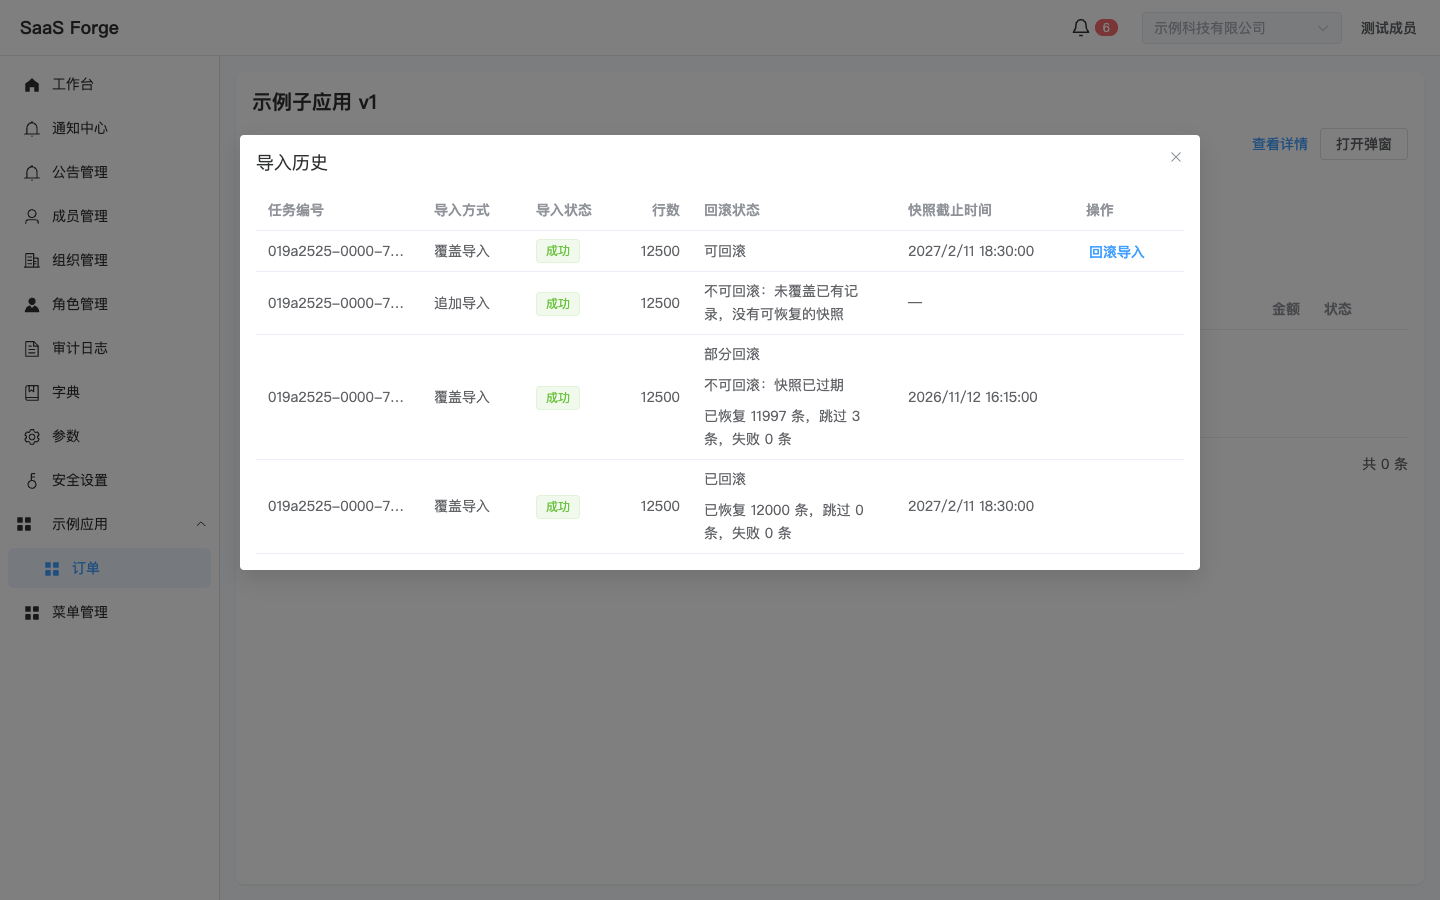 SaaS Forge
6
示例科技有限公司
测试成员
工作台
通知中心
公告管理
成员管理
组织管理
角色管理
审计日志
字典
参数
安全设置
示例应用
订单
菜单管理
示例子应用 v1
查看详情
打开弹窗
金额 状态
共 0 条
导入历史
任务编号 导入方式 导入状态 行数 回滚状态 快照截止时间 操作
019a2525-0000-7... 覆盖导入 成功 12500 可回滚 2027/2/11 18:30:00 回滚导入
019a2525-0000-7... 追加导入 成功 12500 不可回滚：未覆盖已有记
录，没有可恢复的快照 —
019a2525-0000-7... 覆盖导入 成功 12500 部分回滚
不可回滚：快照已过期
已恢复 11997 条，跳过 3
条，失败 0 条
2026/11/12 16:15:00
019a2525-0000-7... 覆盖导入 成功 12500 已回滚
已恢复 12000 条，跳过 0
条，失败 0 条
2027/2/11 18:30:00